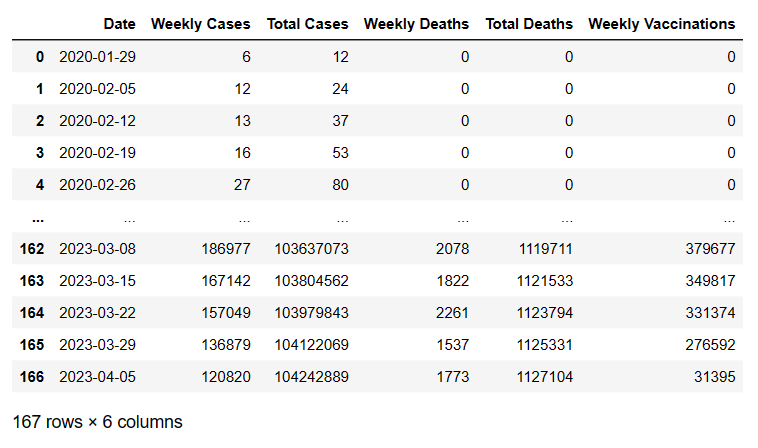 Date Weekly Cases Total Cases Weekly Deaths Total Deaths Weekly Vaccinations
0 2020-01-29 6 12 0 0 0
1 2020-02-05 12 24 0 0 0
2 2020-02-12 13 37 0 0 0
3 2020-02-19 16 53 0 0 0
4 2020-02-26 27 80 0 0 0
... ... ... ... ... ... ...
162 2023-03-08 186977 103637073 2078 1119711 379677
163 2023-03-15 167142 103804562 1822 1121533 349817
164 2023-03-22 157049 103979843 2261 1123794 331374
165 2023-03-29 136879 104122069 1537 1125331 276592
166 2023-04-05 120820 104242889 1773 1127104 31395
167 rows × 6 columns